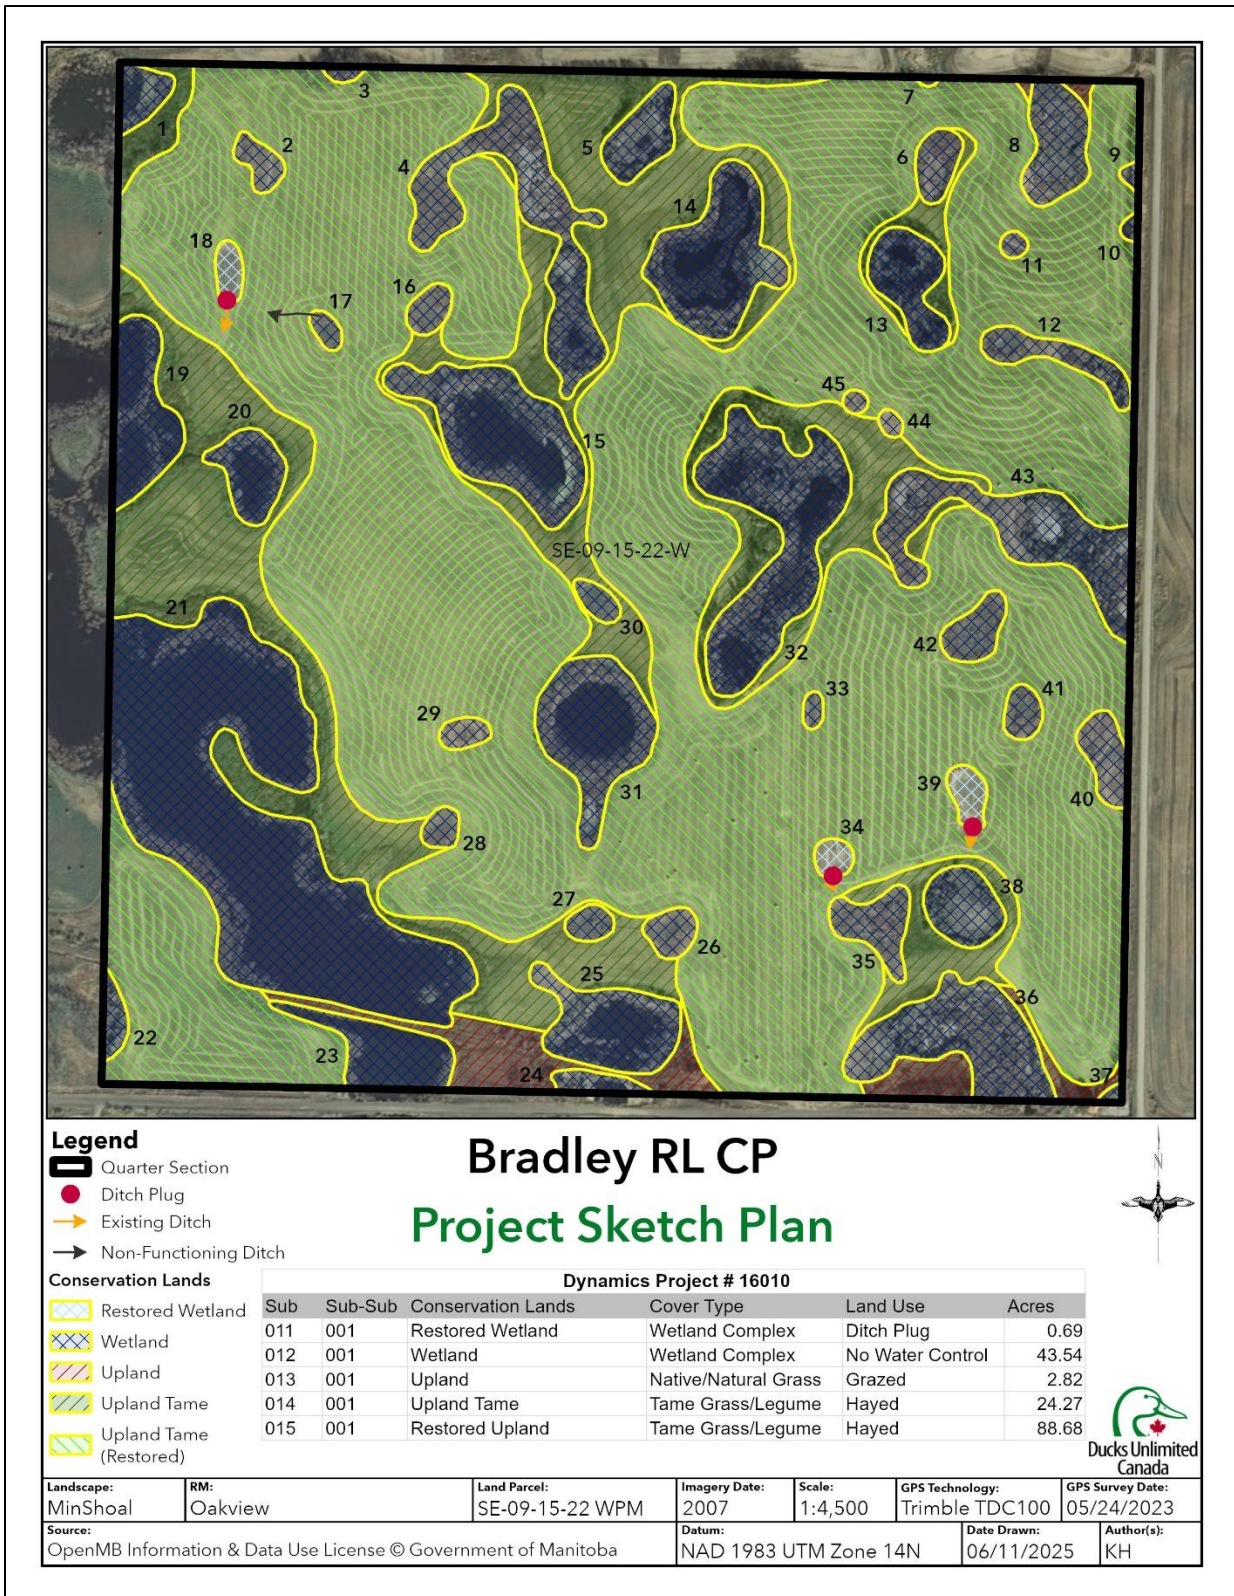 1
2
3
4
5
6
7
8
9
10
11
12
13
14
15
16
17
18
19
20
21
22
23
24
25
26
27
28
29
30
31
32
33
34
35
36
37
38
39
40
41
42
43
44
45
SE-09-15-22-W
N
Legend
Quarter Section
Ditch Plug
Existing Ditch
Non-Functioning Ditch
Conservation Lands
Restored Wetland
Wetland
Upland
Upland Tame
Upland Tame
(Restored)
Bradley RL CP
Project Sketch Plan
Dynamics Project # 16010
Sub Sub-Sub Conservation Lands Cover Type Land Use Acres
011 001 Restored Wetland Wetland Complex Ditch Plug 0.69
012 001 Wetland Wetland Complex No Water Control 43.54
013 001 Upland Native/Natural Grass Grazed 2.82
014 001 Upland Tame Tame Grass/Legume Hayed 24.27
015 001 Restored Upland Tame Grass/Legume Hayed 88.68
Ducks Unlimited
Canada
Landscape: RM: Land Parcel: Imagery Date: Scale: GPS Technology: GPS Survey Date:
MinShoal Oakview SE-09-15-22 WPM 2007 1:4,500 Trimble TDC100 05/24/2023
Source: Datum: Date Drawn: Author(s):
OpenMB Information & Data Use License © Government of Manitoba NAD 1983 UTM Zone 14N 06/11/2025 KH